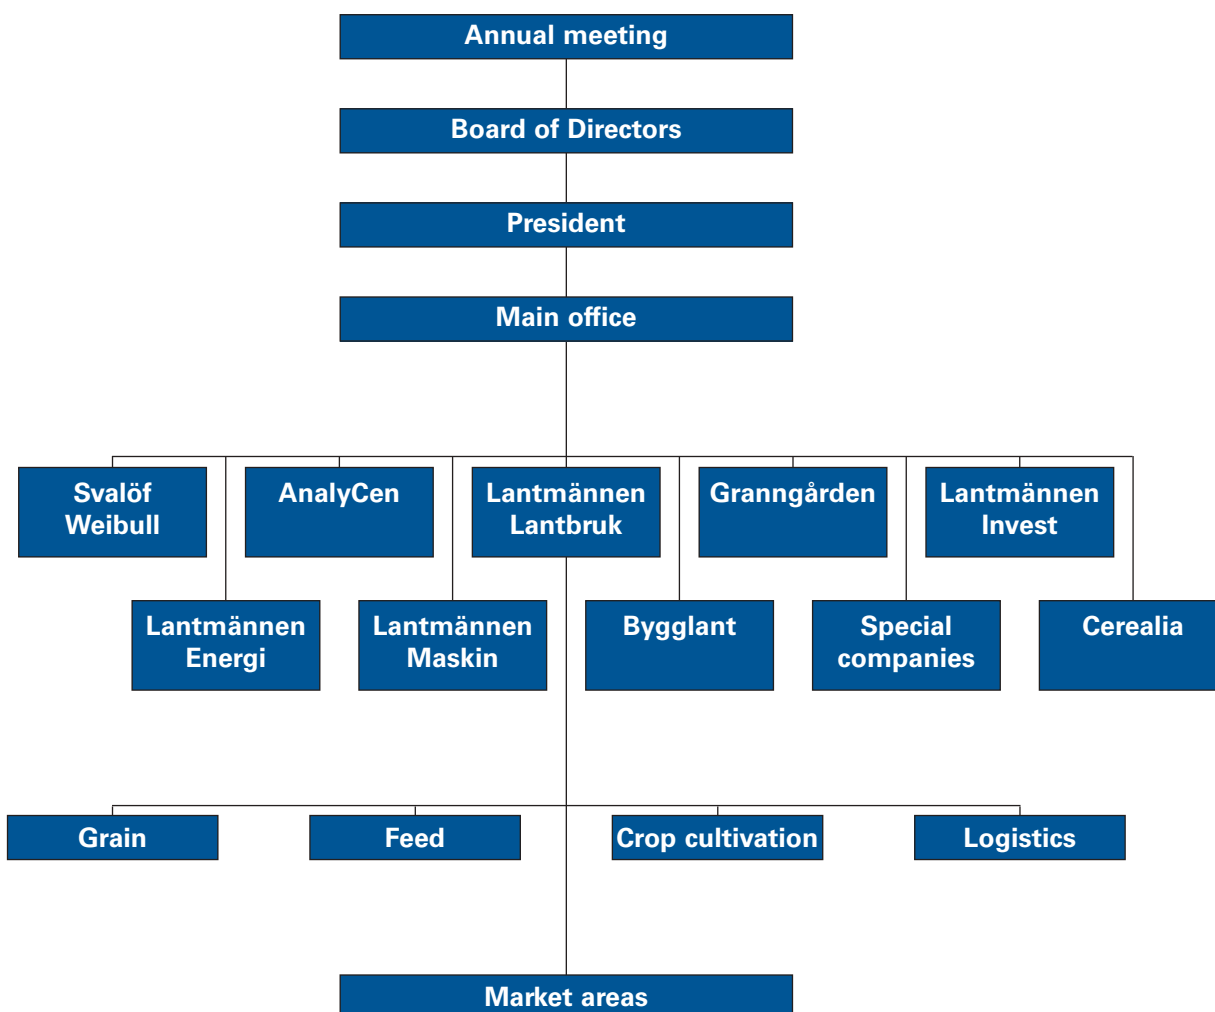 Annual meeting
Board of Directors
President
Main office
Svalöf
Weibull
AnalyCen
Lantmännen
Lantbruk
Granngården
Lantmännen
Invest
Lantmännen
Energi
Lantmännen
Maskin
Bygglant
Special
companies
Cerealia
Grain
Feed
Crop cultivation
Logistics
Market areas